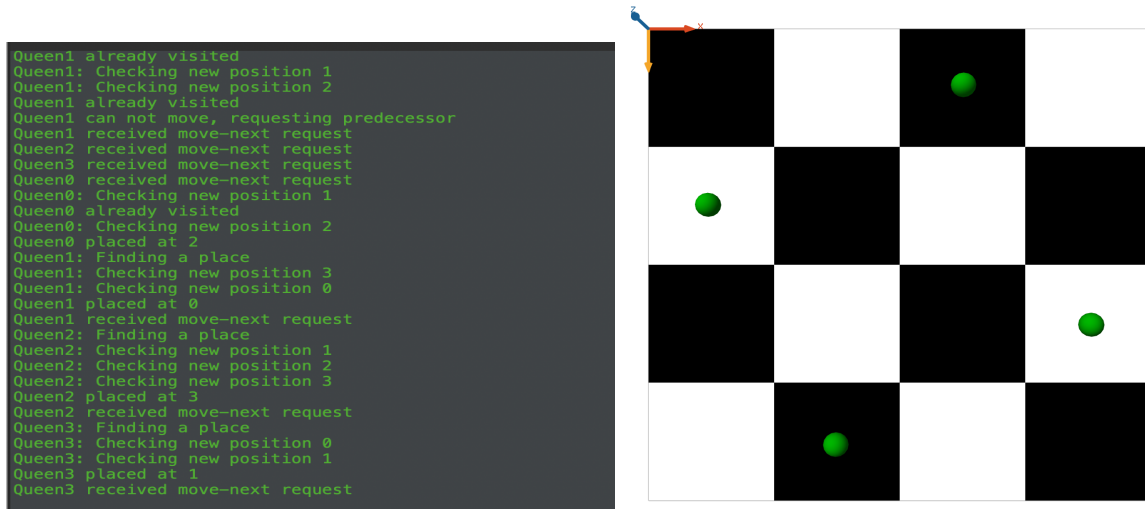 Queen1 already visited
Queen1: Checking new position 1
Queen1: Checking new position 2
Queen1 already visited
Queen1 can not move, requesting predecessor
Queen1 received move-next request
Queen2 received move-next request
Queen3 received move-next request
Queen0 received move-next request
Queen0: Checking new position 1
Queen0 already visited
Queen0: Checking new position 2
Queen0 placed at 2
Queen1: Finding a place
Queen1: Checking new position 3
Queen1: Checking new position 0
Queen1 placed at 0
Queen1 received move-next request
Queen2: Finding a place
Queen2: Checking new position 1
Queen2: Checking new position 2
Queen2: Checking new position 3
Queen2 placed at 3
Queen2 received move-next request
Queen3: Finding a place
Queen3: Checking new position 0
Queen3: Checking new position 1
Queen3 placed at 1
Queen3 received move-next request
z
x